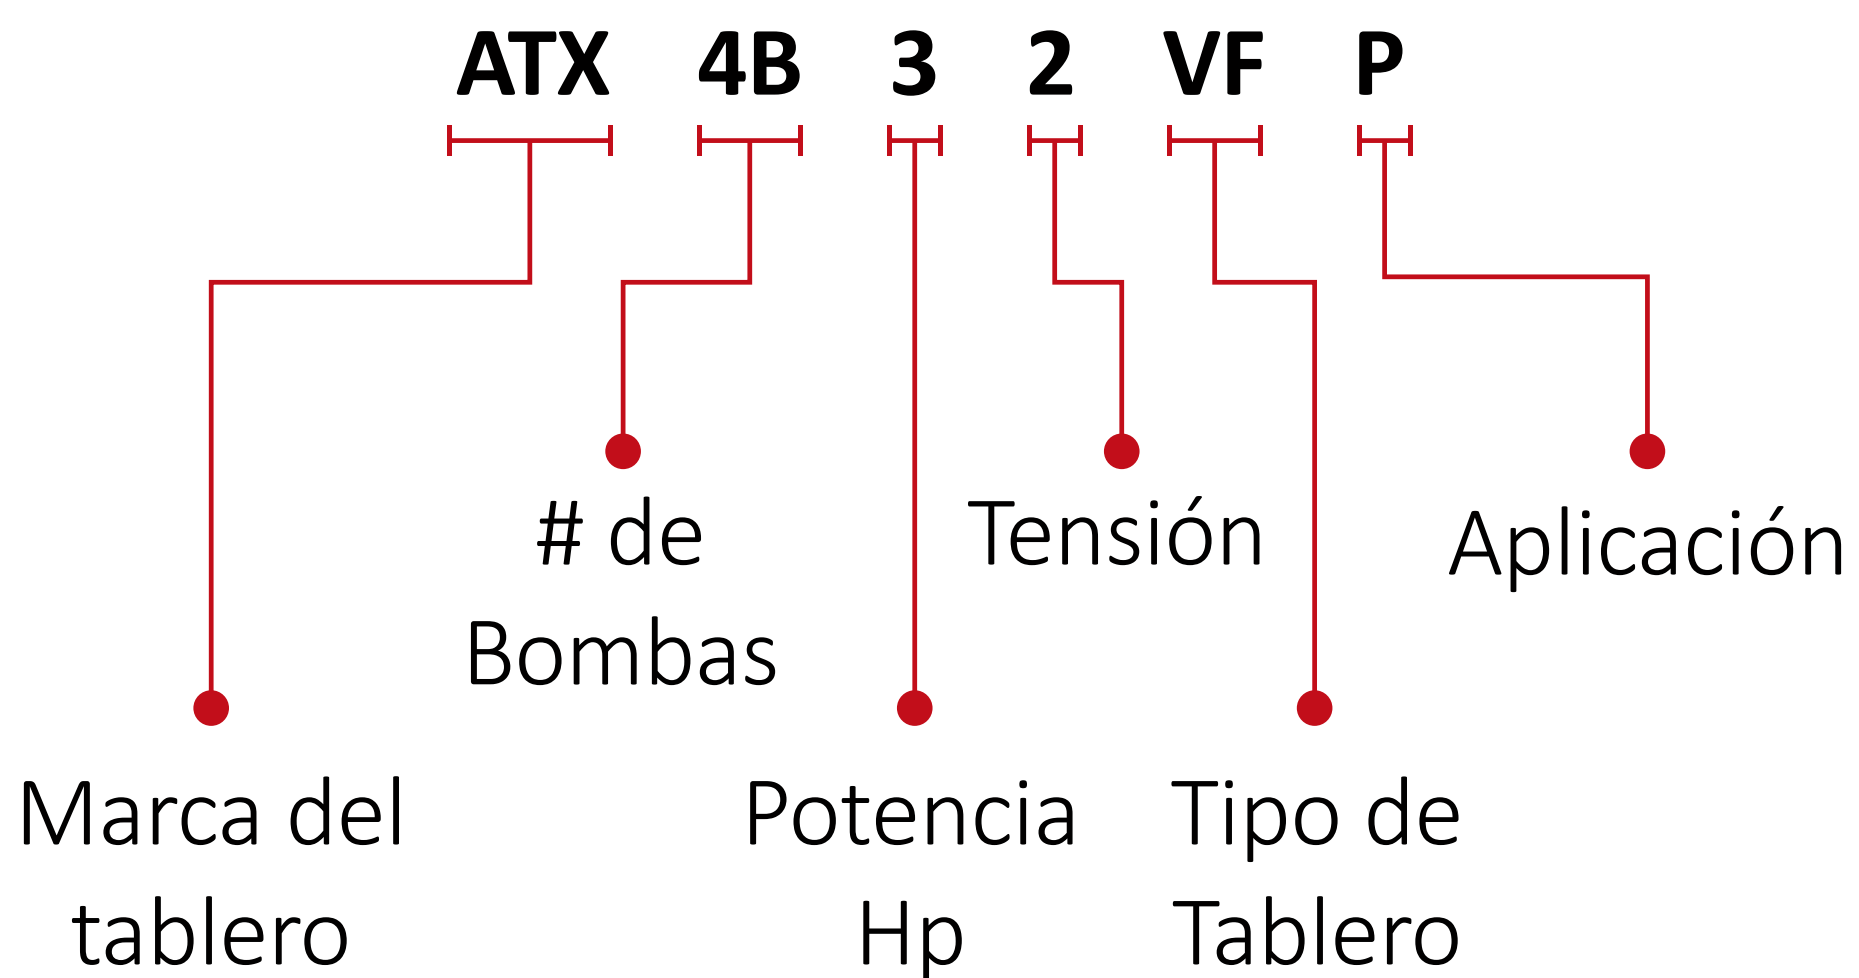 ATX 4B 3 2 VF P
# de
Bombas
Tensión
Aplicación
Marca del
tablero
Potencia
Hp
Tipo de
Tablero